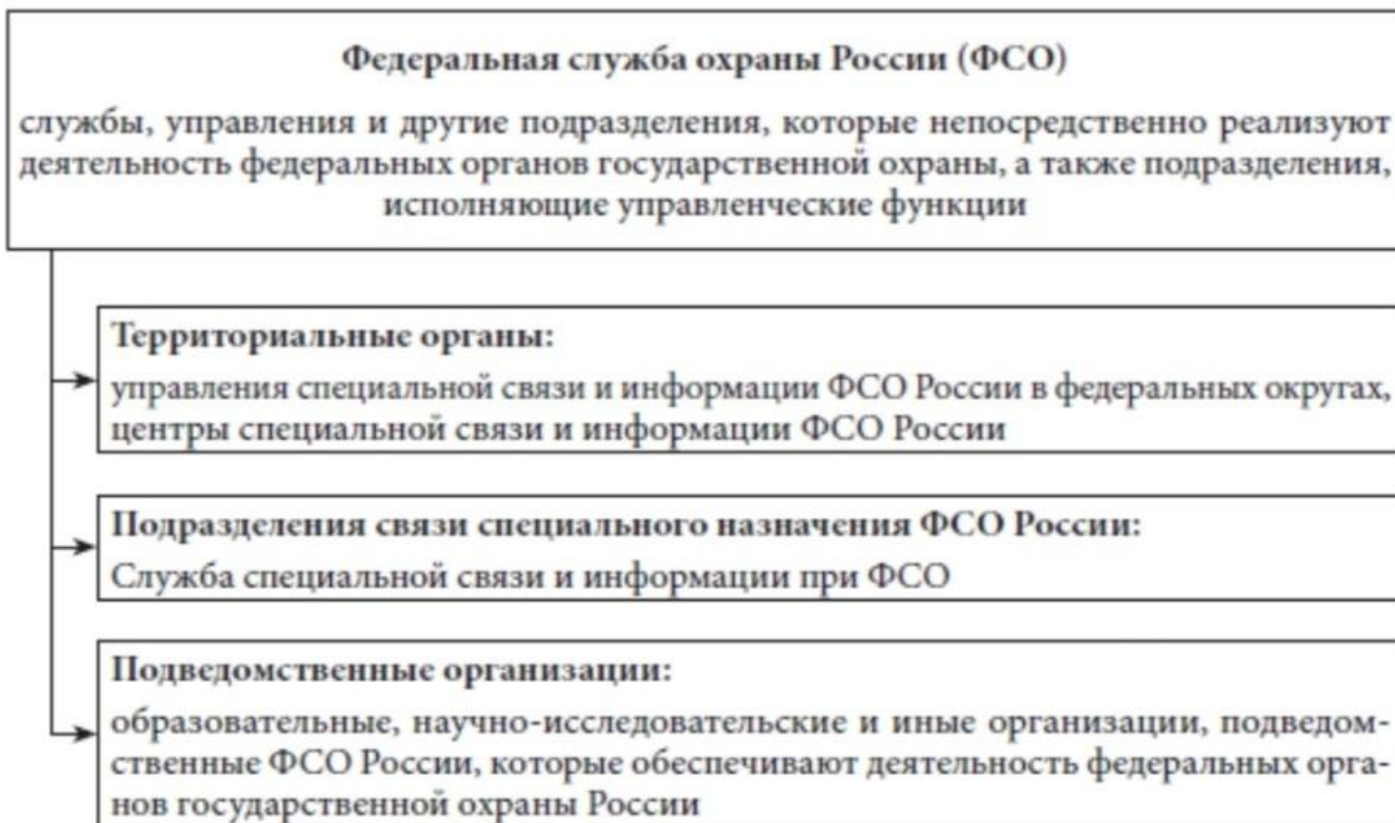 Федеральная служба охраны России (ФСО)
службы, управления и другие подразделения, которые непосредственно реализуют
деятельность федеральных органов государственной охраны, а также подразделения,
исполняющие управленческие функции
Территориальные органы:
управления специальной связи и информации ФСО России в федеральных округах,
центры специальной связи и информации ФСО России
Подразделения связи специального назначения ФСО России:
Служба специальной связи и информации при ФСО
Подведомственные организации:
образовательные, научно-исследовательские и иные организации, подведом-
ственные ФСО России, которые обеспечивают деятельность федеральных орга-
нов государственной охраны России